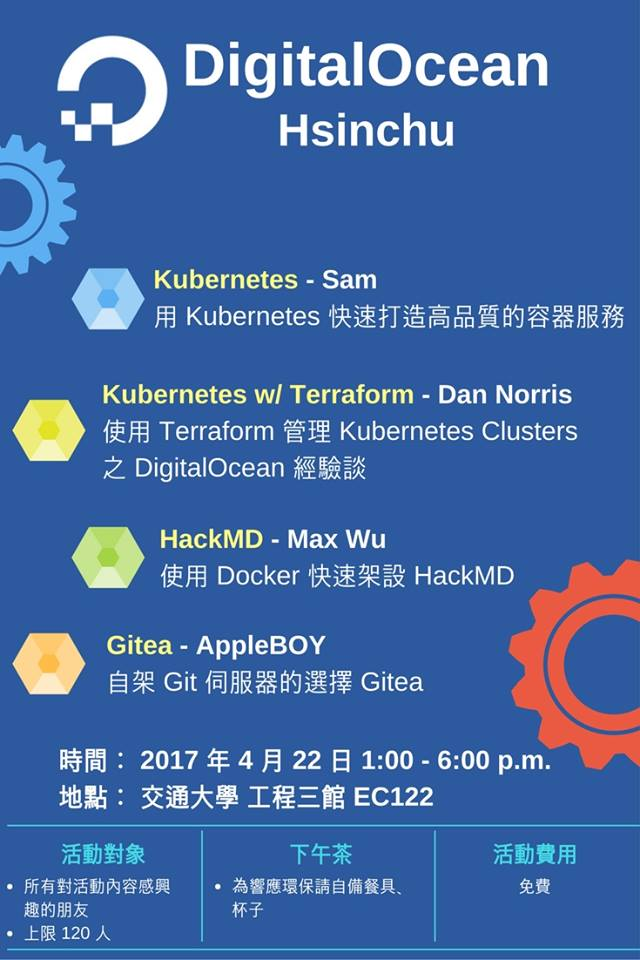 DigitalOcean
Hsinchu
Kubernetes - Sam
用 Kubernetes 快速打造高品質的容器服務
Kubernetes w/ Terraform - Dan Norris
使用 Terraform 管理 Kubernetes Clusters
之 DigitalOcean 經驗談
HackMD - Max Wu
使用 Docker 快速架設 HackMD
Gitea - AppleBOY
自架 Git 伺服器的選擇 Gitea
時間： 2017 年 4 月 22 日 1:00 - 6:00 p.m.
地點： 交通大學 工程三館 EC122
活動對象
• 所有對活動內容感興
趣的朋友
• 上限 120 人
下午茶
• 為響應環保請自備餐具、
杯子
活動費用
免費